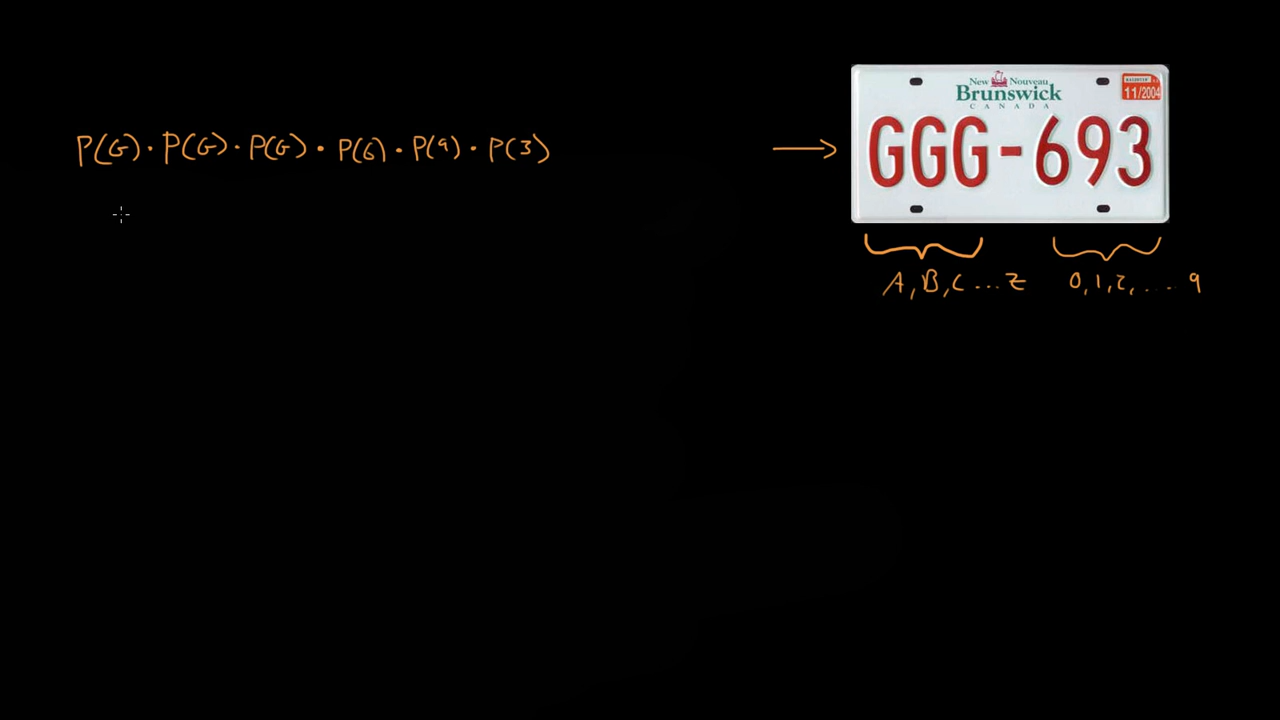 P(G) · P(G) · P(G) · P(6) · P(9) · P(3)
New Nouveau
Brunswick
CANADA
11/2004
GGG-693
A, B, C ... Z
0, 1, 2, .... 9